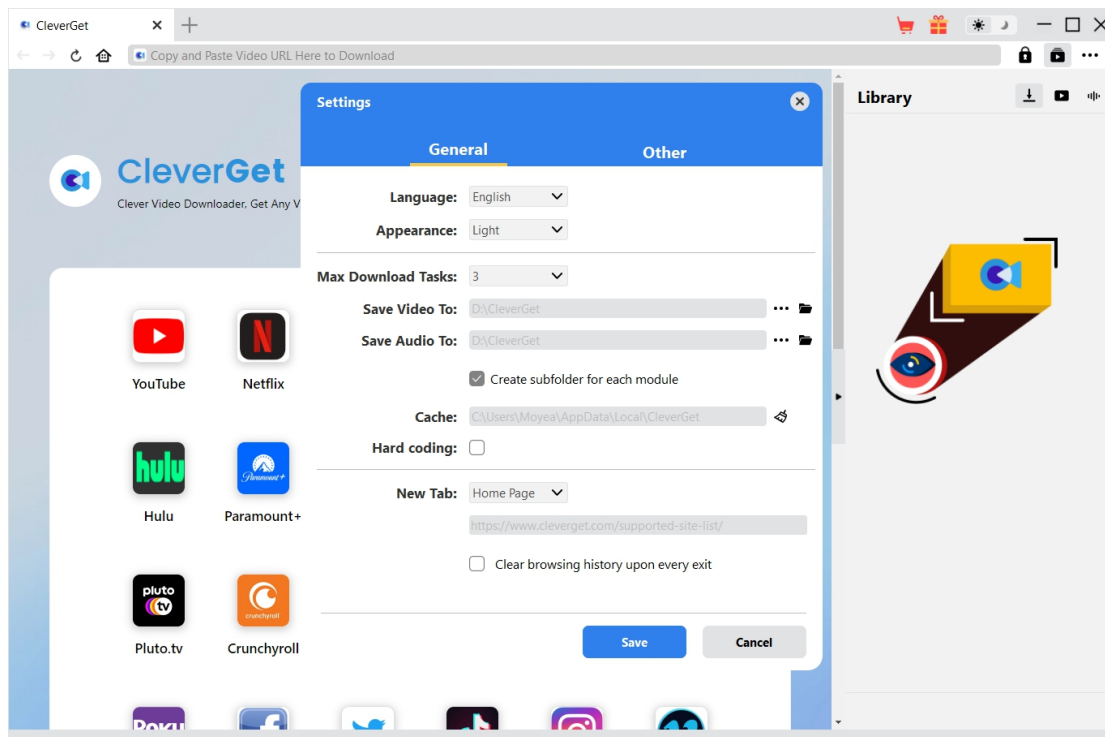 CleverGet
Copy and Paste Video URL Here to Download
Settings
Library
General
Other
CleverGet
Clever Video Downloader, Get Any V
Language: English
Appearance: Light
Max Download Tasks: 3
Save Video To: D:\CleverGet
Save Audio To: D:\CleverGet
Create subfolder for each module
Cache: C:\Users\Moyea\AppData\Local\CleverGet
Hard coding:
New Tab: Home Page
https://www.cleverget.com/supported-site-list/
Clear browsing history upon every exit
Save
Cancel
YouTube
Netflix
N
hulu
Paramount+
Hulu
Paramount+
pluto
tv
crunchyroll
Pluto.tv
Crunchyroll
Roku